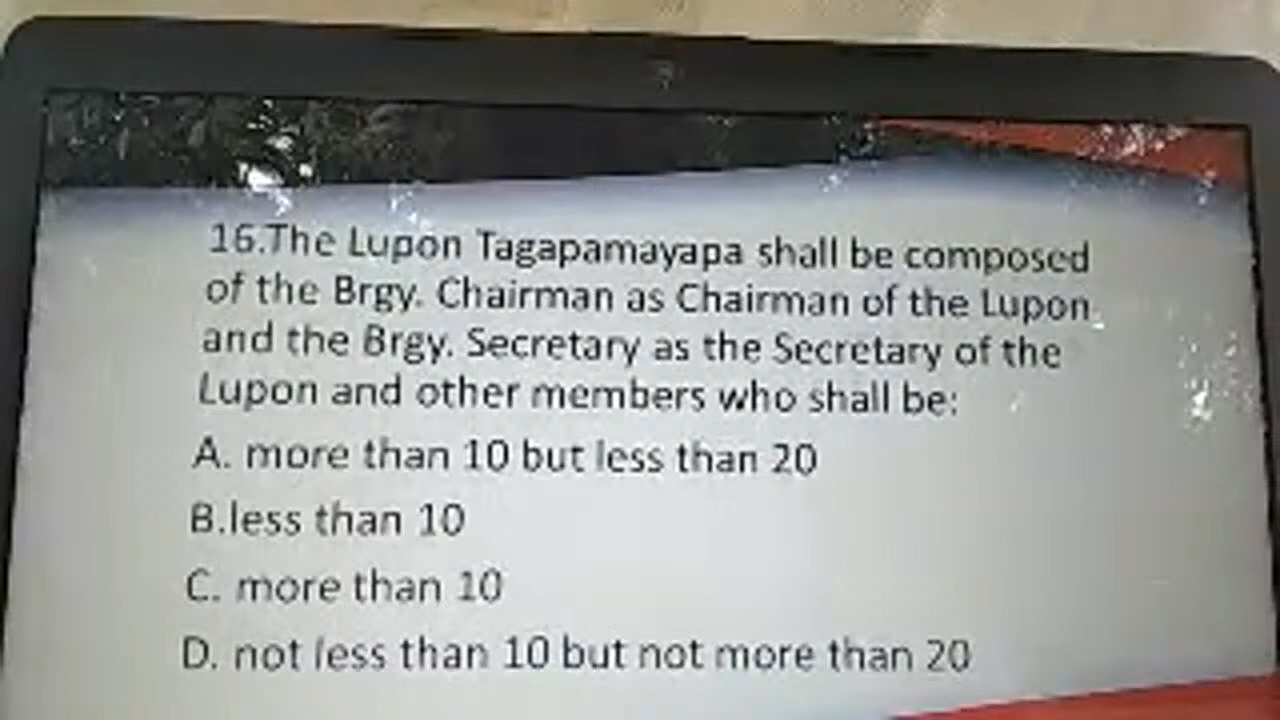 16.The Lupon Tagapamayapa shall be composed
of the Brgy. Chairman as Chairman of the Lupon
and the Brgy. Secretary as the Secretary of the
Lupon and other members who shall be:
A. more than 10 but less than 20
B.less than 10
C. more than 10
D. not less than 10 but not more than 20